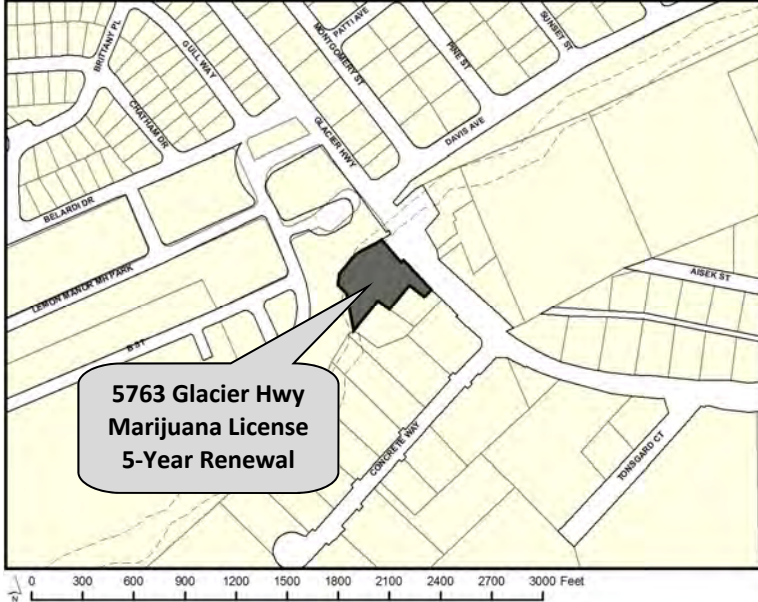 BRITTANY PL
GULL WAY
CHATHAM DR
PATTI AVE
MONTGOMERY ST
PINE ST
SUNSET ST
GLACIER HWY
DAVIS AVE
BELARDI DR
LEMON MANOR MH PARK
B ST
AISEK ST
CONCRETE WAY
TONSGARD CT
5763 Glacier Hwy
Marijuana License
5-Year Renewal
N
0 300 600 900 1200 1500 1800 2100 2400 2700 3000 Feet